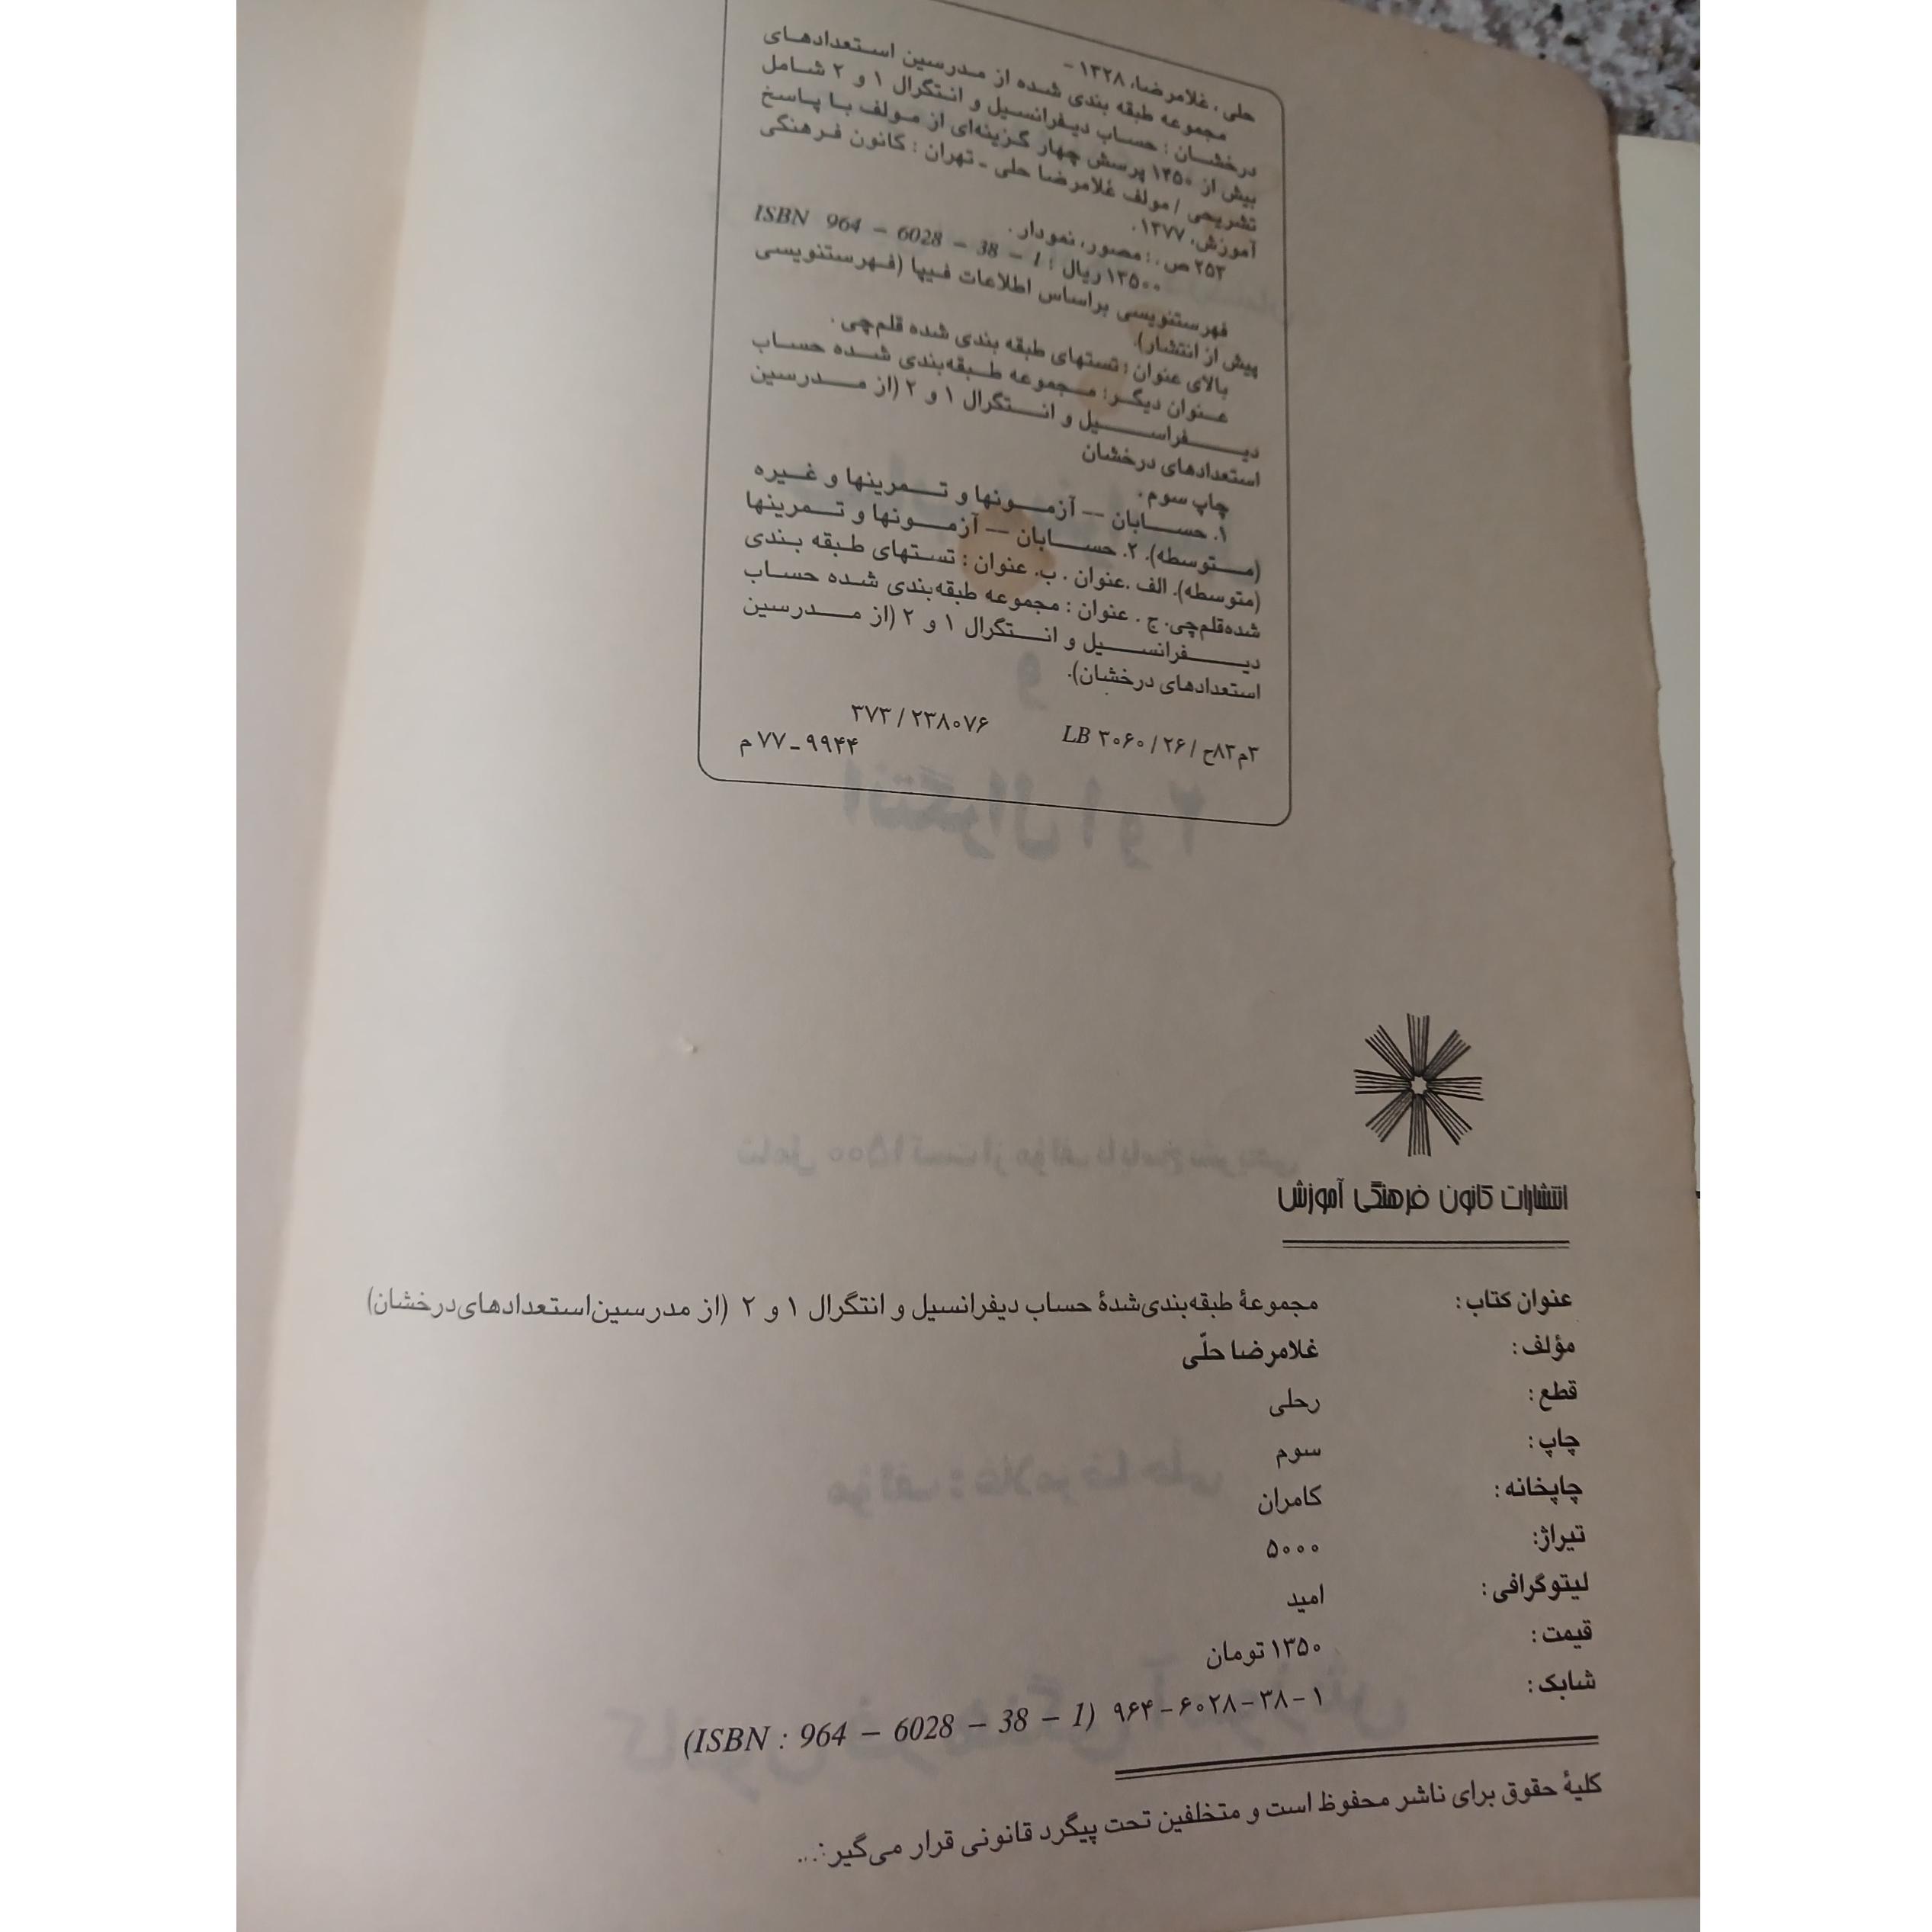 حلی، غلامرضا، ۱۳۲۸ -
مجموعه طبقه بندی شده از مدرسین استعدادهای
درخشان : حساب دیفرانسیل و انتگرال ۱ و ۲ شامل
بیش از ۱۴۵۰ پرسش چهار گزینه‌ای از مولف با پاسخ
تشریحی / مولف غلامرضا حلی - تهران : کانون فرهنگی
آموزش، ۱۳۷۷.
۲۵۳ ص . : مصور، نمودار .
۱۳۵۰۰ ریال : ISBN 964 - 6028 - 38 - 1
فهرستنویسی براساس اطلاعات فیپا (فهرستنویسی
پیش از انتشار).
بالای عنوان : تستهای طبقه بندی شده قلم‌چی .
عنوان دیگر: مجموعه طبقه‌بندی شده حساب
دیفراسیل و انتگرال ۱ و ۲ (از مدرسین
استعدادهای درخشان
چاپ سوم .
۱. حسابان -- آزمونها و تمرینها و غیره
(متوسطه). ۲. حسابان -- آزمونها و تمرینها
(متوسطه). الف .عنوان . ب. عنوان : تستهای طبقه بندی
شده‌قلم‌چی. ج . عنوان : مجموعه طبقه‌بندی شده حساب
دیفرانسیل و انتگرال ۱ و ۲ (از مدرسین
استعدادهای درخشان).
۳م۸۳ح / ۲۶ / LB ۳۰۶۰ ۳۷۳ / ۲۳۸۰۷۶
۷۷ - ۹۹۴۴ م
انتشارات کانون فرهنگی آموزش
عنوان کتاب : مجموعهٔ طبقه‌بندی‌شدهٔ حساب دیفرانسیل و انتگرال ۱ و ۲ (از مدرسین‌استعدادهای‌درخشان)
مؤلف : غلامرضا حلّی
قطع : رحلی
چاپ : سوم
چاپخانه : کامران
تیراژ: ۵۰۰۰
لیتوگرافی : امید
قیمت : ۱۳۵۰ تومان
شابک : ۱-۳۸-۶۰۲۸-۹۶۴ (ISBN : 964 - 6028 - 38 - 1)
کلیهٔ حقوق برای ناشر محفوظ است و متخلفین تحت پیگرد قانونی قرار می‌گیر...